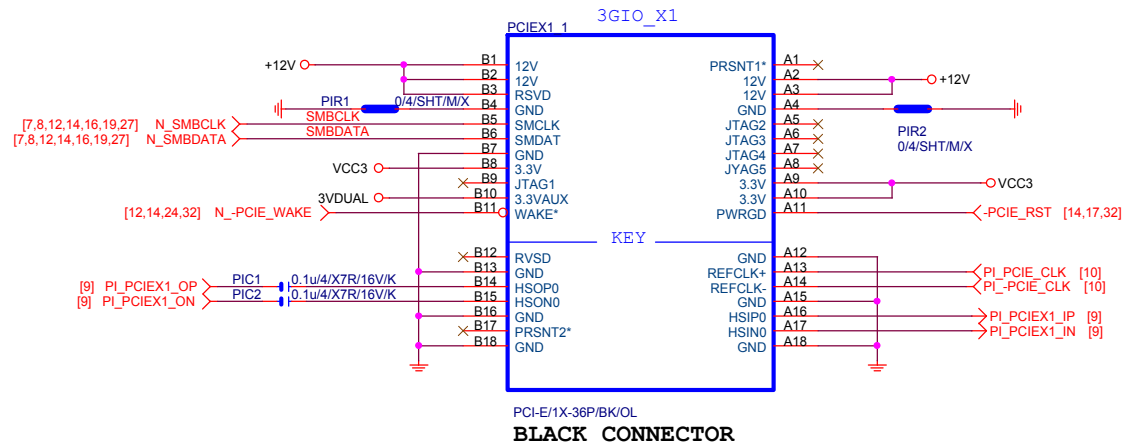 3GIO_X1
PCIEX1_1
+12V B1 12V PRSNT1* A1
B2 12V 12V A2 +12V
B3 RSVD 12V A3
PIR1 0/4/SHT/M/X B4 GND GND A4
[7,8,12,14,16,19,27] N_SMBCLK SMBCLK B5 SMCLK JTAG2 A5
[7,8,12,14,16,19,27] N_SMBDATA SMBDATA B6 SMDAT JTAG3 A6 PIR2
B7 GND JTAG4 A7 0/4/SHT/M/X
VCC3 B8 3.3V JYAG5 A8
B9 JTAG1 3.3V A9 VCC3
3VDUAL B10 3.3VAUX 3.3V A10
[12,14,24,32] N_-PCIE_WAKE B11 WAKE* PWRGD A11 -PCIE_RST [14,17,32]
KEY
B12 RVSD GND A12
B13 GND REFCLK+ A13 PI_PCIE_CLK [10]
[9] PI_PCIEX1_OP PIC1 0.1u/4/X7R/16V/K B14 HSOP0 REFCLK- A14 PI_-PCIE_CLK [10]
[9] PI_PCIEX1_ON PIC2 0.1u/4/X7R/16V/K B15 HSON0 GND A15
B16 GND HSIP0 A16 PI_PCIEX1_IP [9]
B17 PRSNT2* HSIN0 A17 PI_PCIEX1_IN [9]
B18 GND GND A18
PCI-E/1X-36P/BK/OL
BLACK CONNECTOR